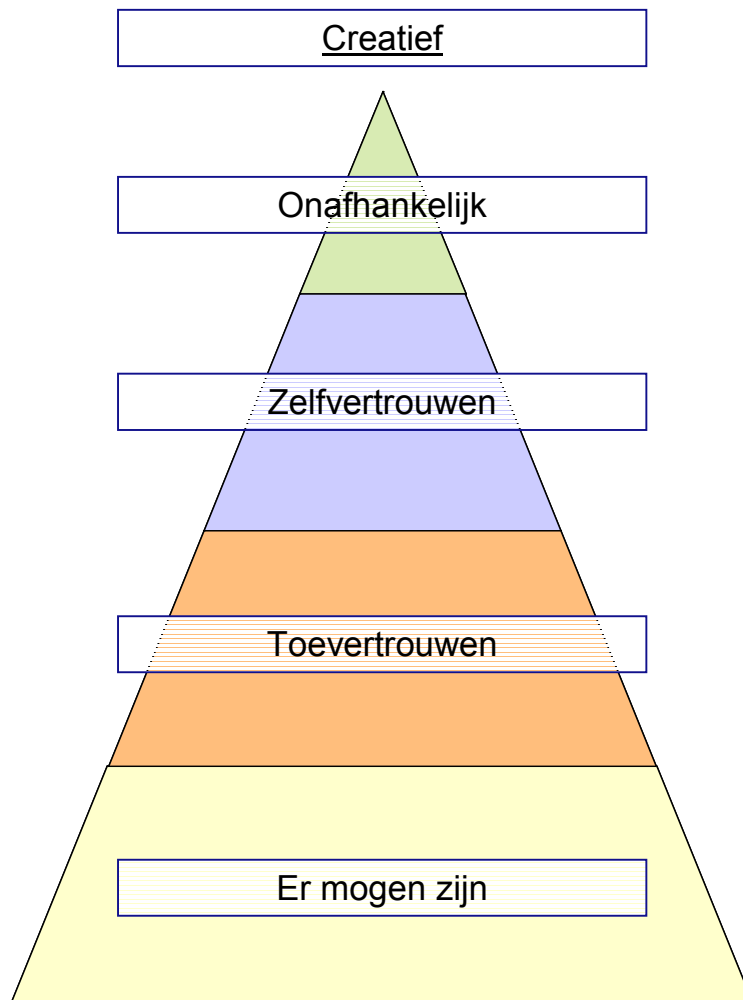 Creatief
Onafhankelijk
Zelfvertrouwen
Toevertrouwen
Er mogen zijn